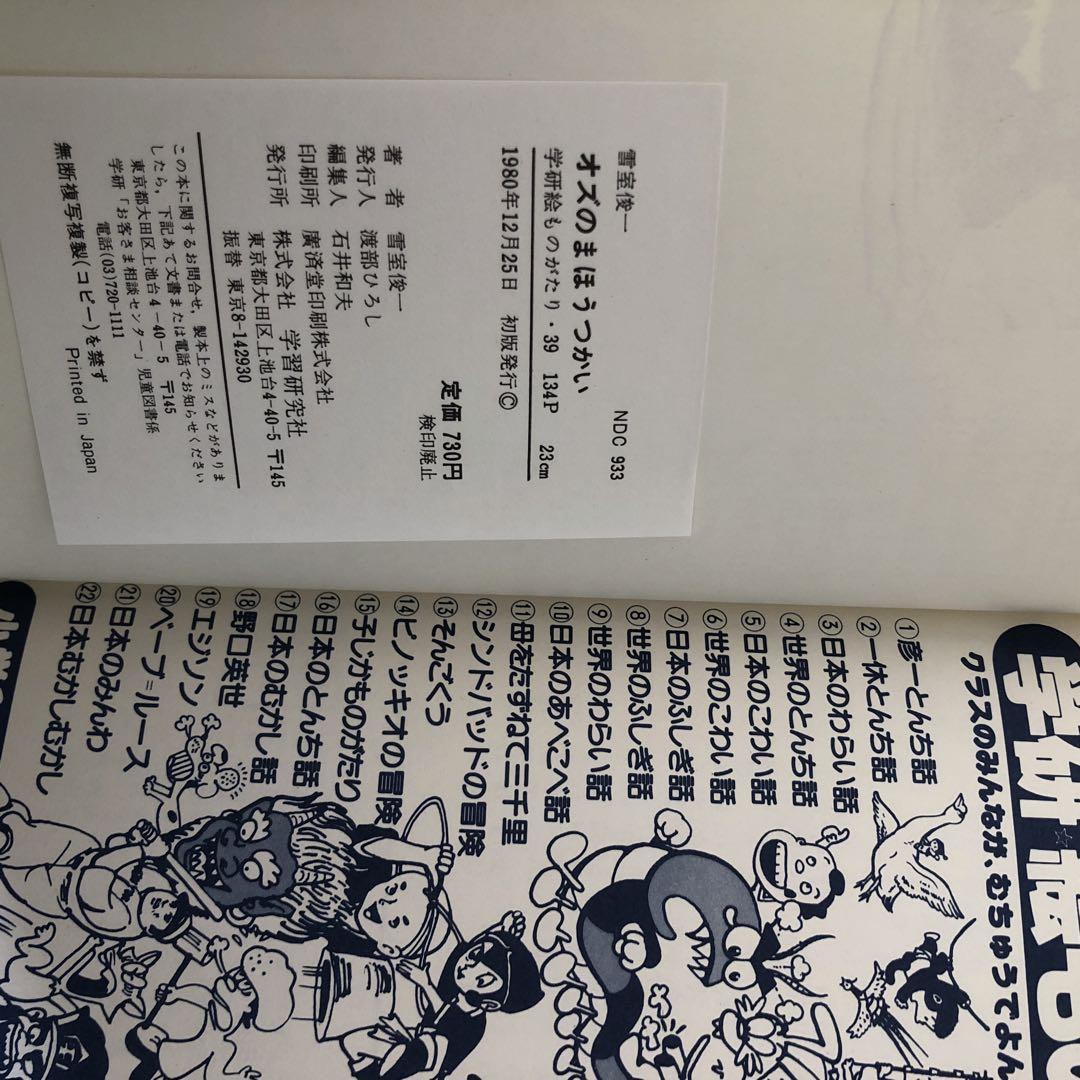 雪室俊一
オズのまほうつかい
NDC 933
学研絵ものがたり・39 134P 23cm
1980年12月25日 初版発行Ⓒ
定価 730円
検印廃止
著者 雪室俊一
発行人 渡部ひろし
編集人 石井和夫
印刷所 廣済堂印刷株式会社
発行所 株式会社 学習研究社
東京都大田区上池台4-40-5 〒145
振替 東京8-142930
この本に関するお問合せ, 製本上のミスなどがありま
したら, 下記あて文書または電話でお知らせください
東京都大田区上池台4-40-5 〒145
学研「お客さま相談センター」児童図書係
電話(03)720-1111
無断複写複製(コピー)を禁ず
Printed in Japan
学研
クラスのみんなが、むちゅうでよん
①彦一とんち話
②一休とんち話
③日本のわらい話
④世界のとんち話
⑤日本のこわい話
⑥世界のこわい話
⑦日本のふしぎ話
⑧世界のふしぎ話
⑨世界のわらい話
⑩日本のあべこべ話
⑪母をたずねて三千里
⑫シンドバッドの冒険
⑬そんごくう
⑭ピノッキオの冒険
⑮子じかものがたり
⑯日本のとんち話
⑰日本のむかし話
⑱野口英世
⑲エジソン
⑳ベーブ=ルース
㉑日本のみんわ
㉒日本むかしむかし